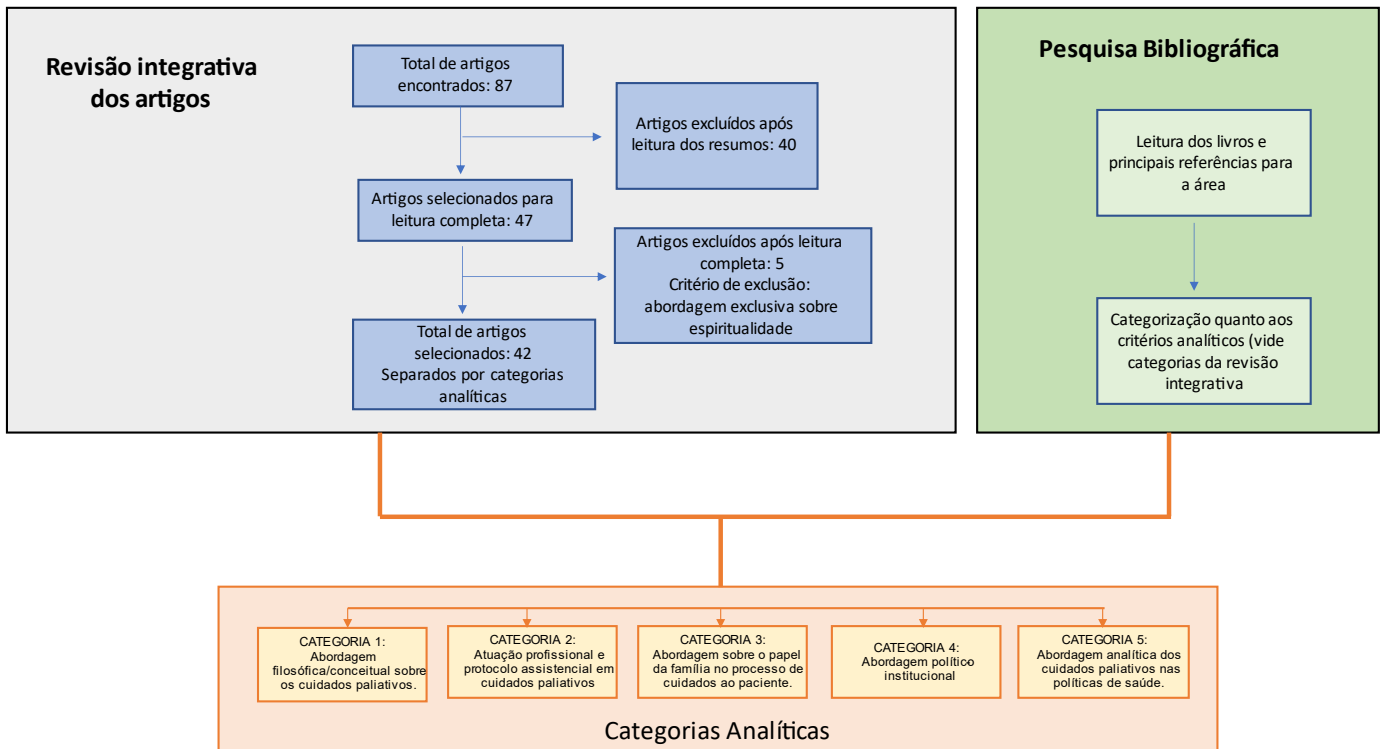 Revisão integrativa
dos artigos
Total de artigos
encontrados: 87
Artigos excluídos após
leitura dos resumos: 40
Artigos selecionados para
leitura completa: 47
Artigos excluídos após leitura
completa: 5
Critério de exclusão:
abordagem exclusiva sobre
espiritualidade
Total de artigos
selecionados: 42
Separados por categorias
analíticas
Pesquisa Bibliográfica
Leitura dos livros e
principais referências para
a área
Categorização quanto aos
critérios analíticos (vide
categorias da revisão
integrativa
CATEGORIA 1:
Abordagem
filosófica/conceitual sobre
os cuidados paliativos.
CATEGORIA 2:
Atuação profissional e
protocolo assistencial em
cuidados paliativos
CATEGORIA 3:
Abordagem sobre o papel
da família no processo de
cuidados ao paciente.
CATEGORIA 4:
Abordagem político
institucional
CATEGORIA 5:
Abordagem analítica dos
cuidados paliativos nas
políticas de saúde.
Categorias Analíticas